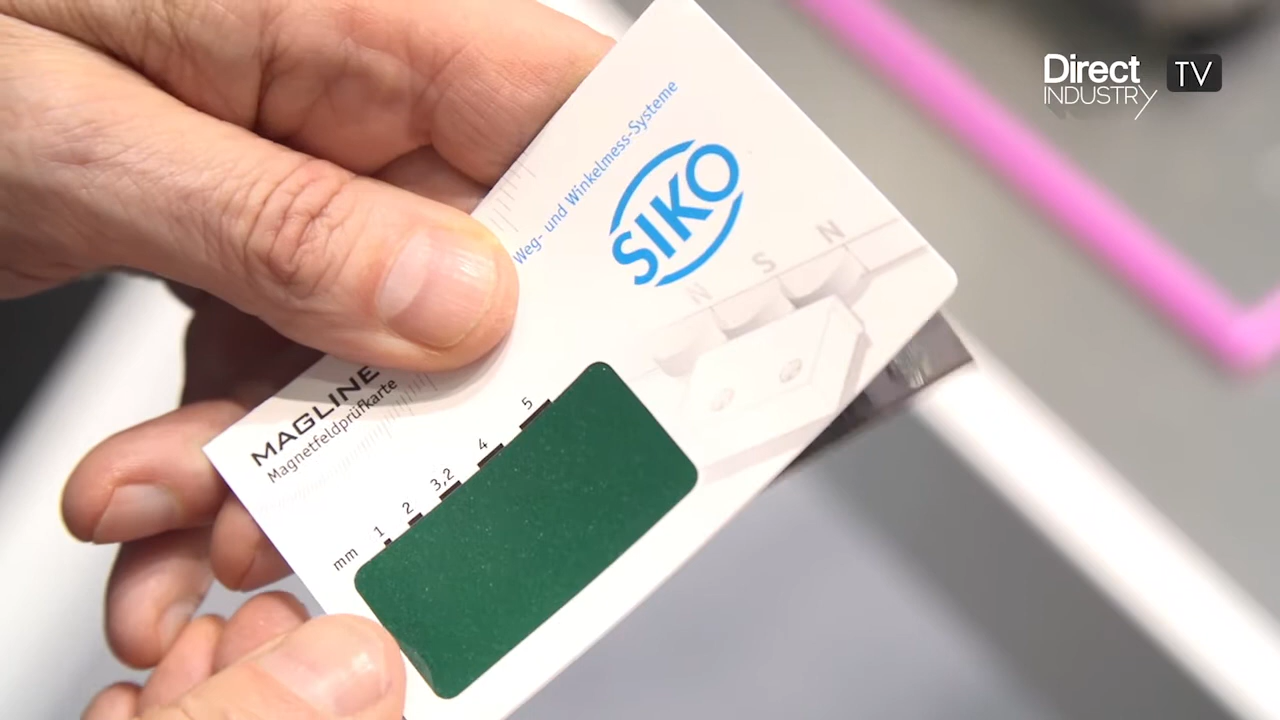 Direct
INDUSTRY
TV
Weg- und Winkelmess-Systeme
SIKO
N S N
MAGLINE
Magnetfeldprüfkarte
mm 1 2 3,2 4 5